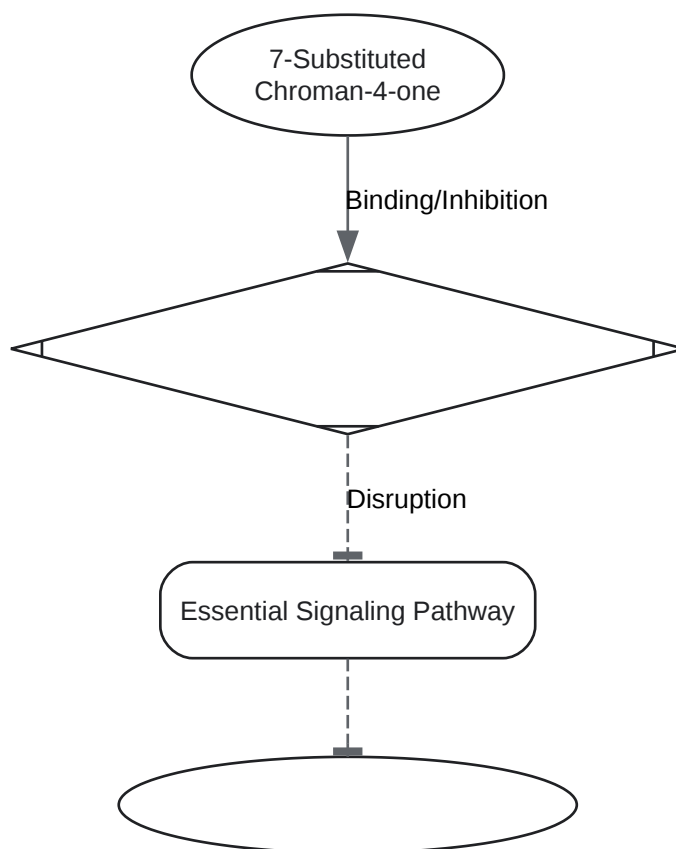 7-Substituted
Chroman-4-one
Binding/Inhibition
Disruption
Essential Signaling Pathway